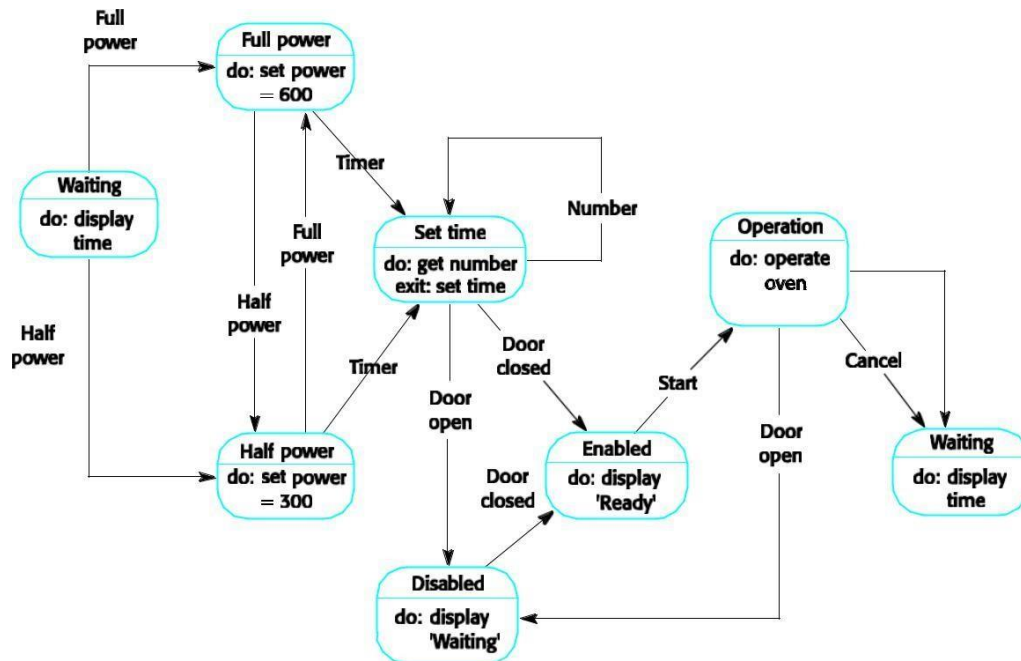 Full
power
Full power
do: set power
= 600
Waiting
do: display
time
Timer
Full
power
Number
Set time
do: get number
exit: set time
Operation
do: operate
oven
Half
power
Half
power
Timer
Door
closed
Door
open
Start
Cancel
Door
open
Half power
do: set power
= 300
Door
closed
Enabled
do: display
'Ready'
Waiting
do: display
time
Disabled
do: display
'Waiting'